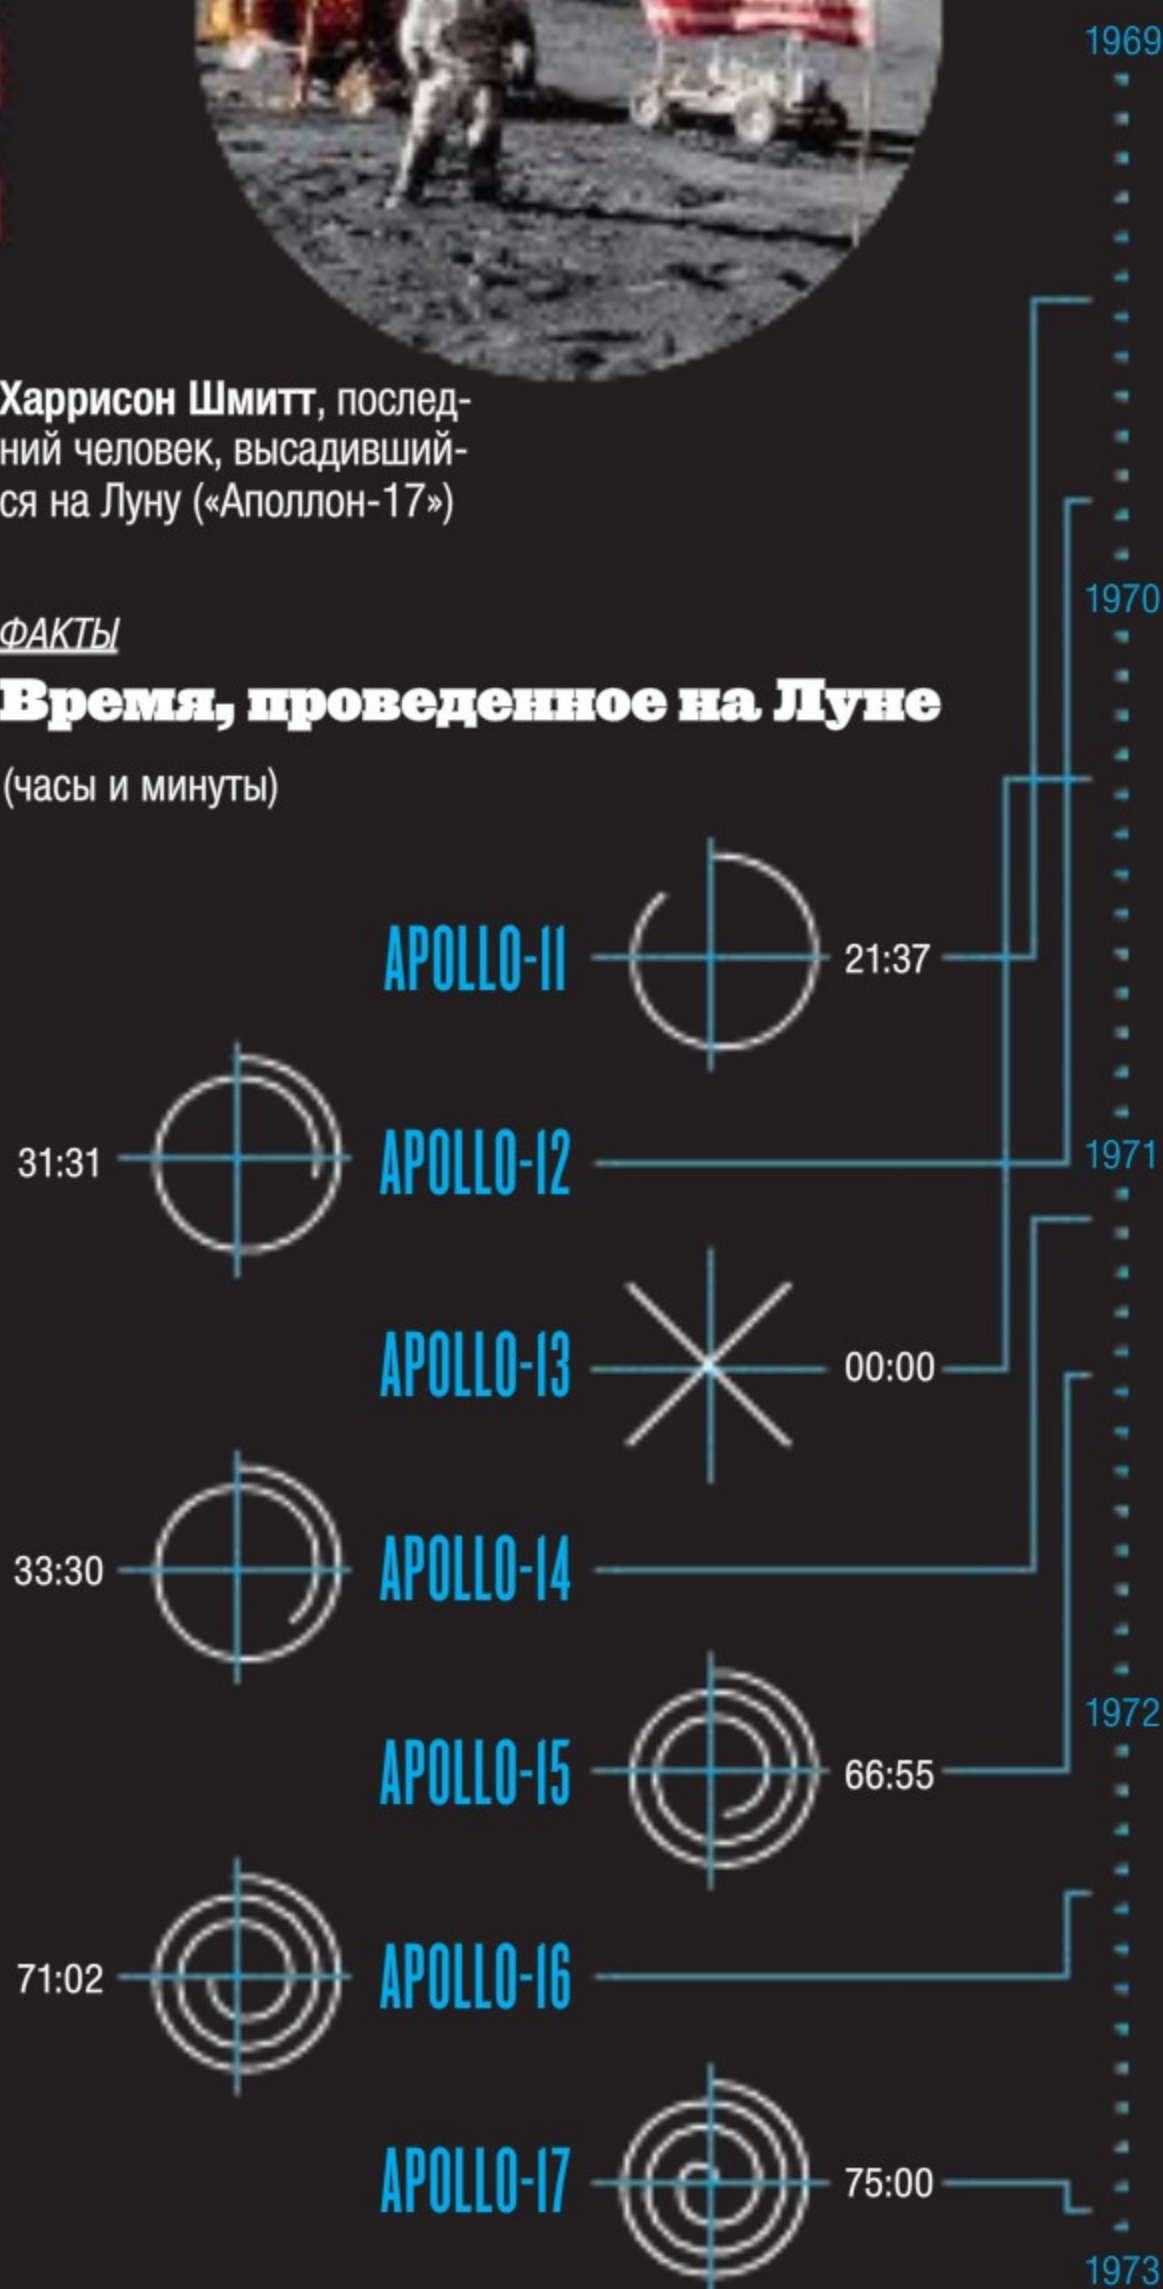 1969
Харрисон Шмитт, послед-
ний человек, высадивший-
ся на Луну («Аполлон-17»)
1970
ФАКТЫ
Время, проведенное на Луне
(часы и минуты)
APOLLO-11 21:37
31:31 APOLLO-12
1971
APOLLO-13 00:00
33:30 APOLLO-14
1972
APOLLO-15 66:55
71:02 APOLLO-16
APOLLO-17 75:00
1973